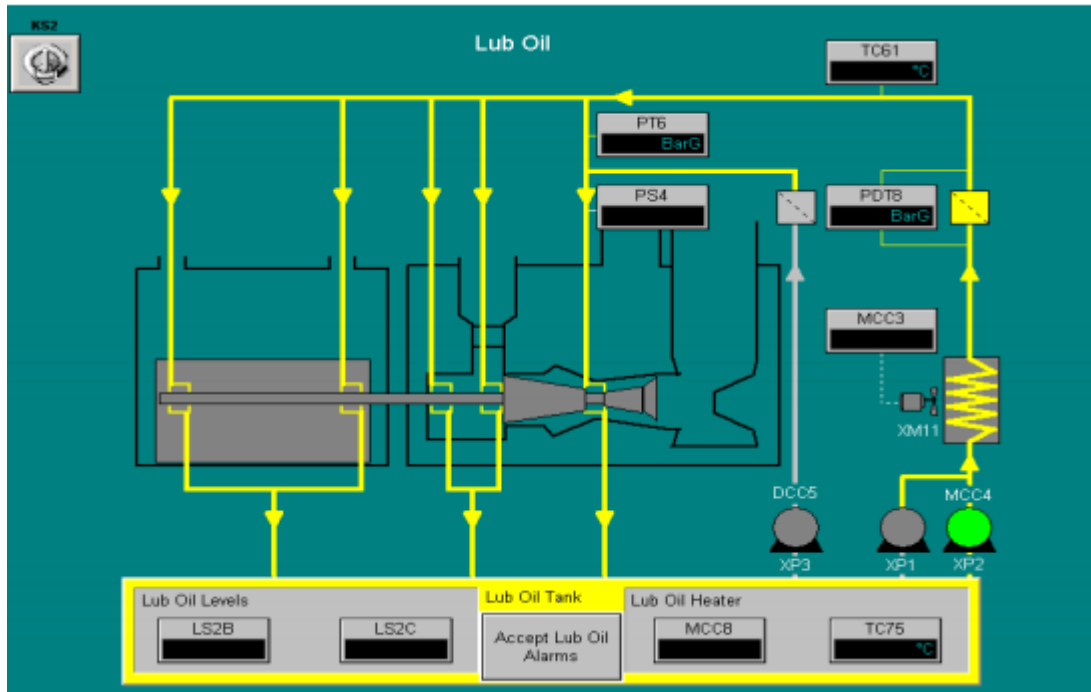 KS2
Lub Oil
TC61
°C
PT6
BarG
PS4
PDT8
BarG
MCC3
XM11
DCC5
MCC4
XP3
XP1
XP2
Lub Oil Levels
Lub Oil Tank
Lub Oil Heater
LS2B
LS2C
Accept Lub Oil
Alarms
MCC8
TC75
°C